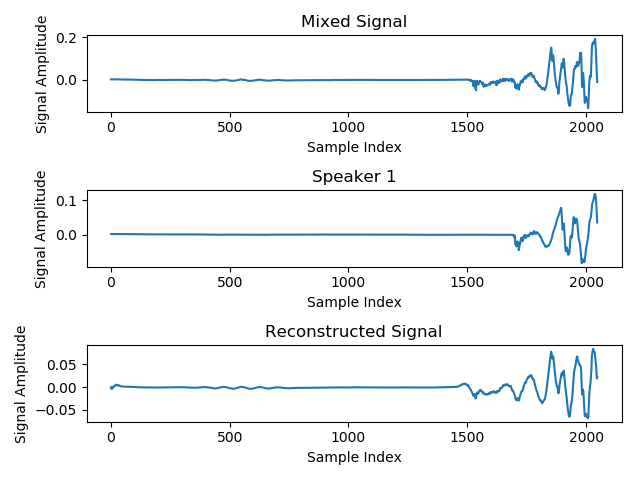 Mixed Signal
Signal Amplitude
0.2
0.0
0 500 1000 1500 2000
Sample Index
Speaker 1
Signal Amplitude
0.1
0.0
0 500 1000 1500 2000
Sample Index
Reconstructed Signal
Signal Amplitude
0.05
0.00
−0.05
0 500 1000 1500 2000
Sample Index